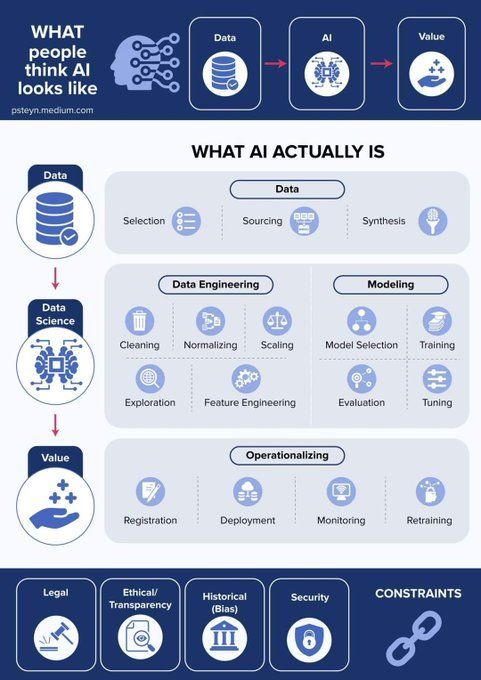 WHAT
people
think AI
looks like
psteyn.medium.com
Data
AI
Value
WHAT AI ACTUALLY IS
Data
Data
Selection
Sourcing
Synthesis
Data
Science
Data Engineering
Modeling
Cleaning
Normalizing
Scaling
Model Selection
Training
Exploration
Feature Engineering
Evaluation
Tuning
Value
Operationalizing
Registration
Deployment
Monitoring
Retraining
Legal
Ethical/
Transparency
Historical
(Bias)
Security
CONSTRAINTS